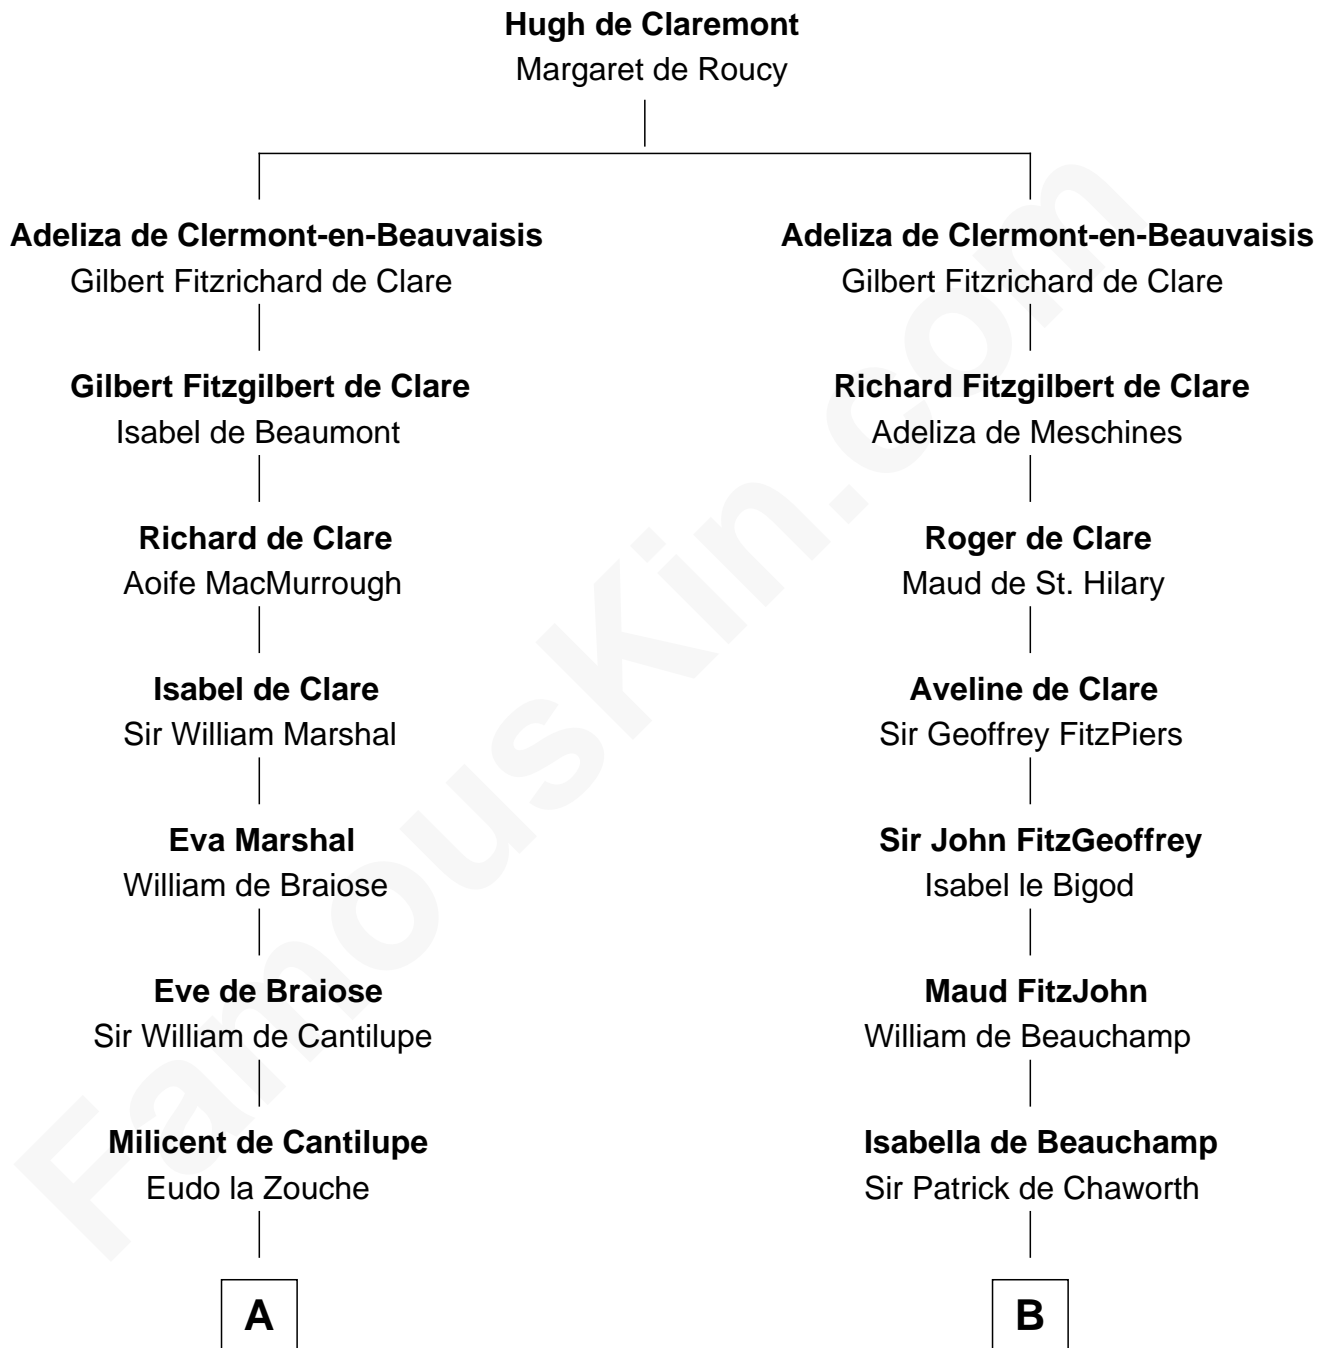 Hugh de Claremont
Margaret de Roucy
Adeliza de Clermont-en-Beauvaisis
Gilbert Fitzrichard de Clare
Adeliza de Clermont-en-Beauvaisis
Gilbert Fitzrichard de Clare
Gilbert Fitzgilbert de Clare
Isabel de Beaumont
Richard Fitzgilbert de Clare
Adeliza de Meschines
Richard de Clare
Aoife MacMurrough
Roger de Clare
Maud de St. Hilary
Isabel de Clare
Sir William Marshal
Aveline de Clare
Sir Geoffrey FitzPiers
Eva Marshal
William de Braiose
Sir John FitzGeoffrey
Isabel le Bigod
Eve de Braiose
Sir William de Cantilupe
Maud FitzJohn
William de Beauchamp
Milicent de Cantilupe
Eudo la Zouche
Isabella de Beauchamp
Sir Patrick de Chaworth
A
B
FamousKin.com